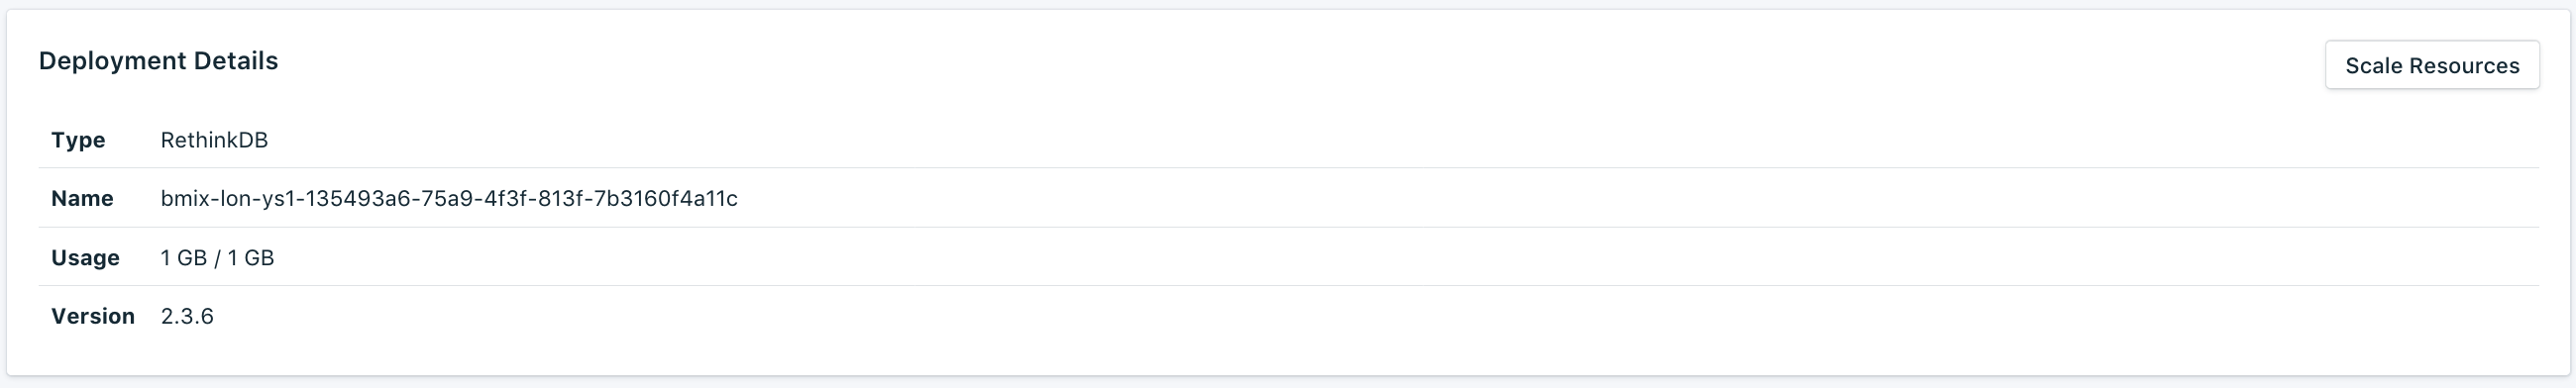 Deployment Details
Scale Resources
Type RethinkDB
Name bmix-lon-ys1-135493a6-75a9-4f3f-813f-7b3160f4a11c
Usage 1 GB / 1 GB
Version 2.3.6